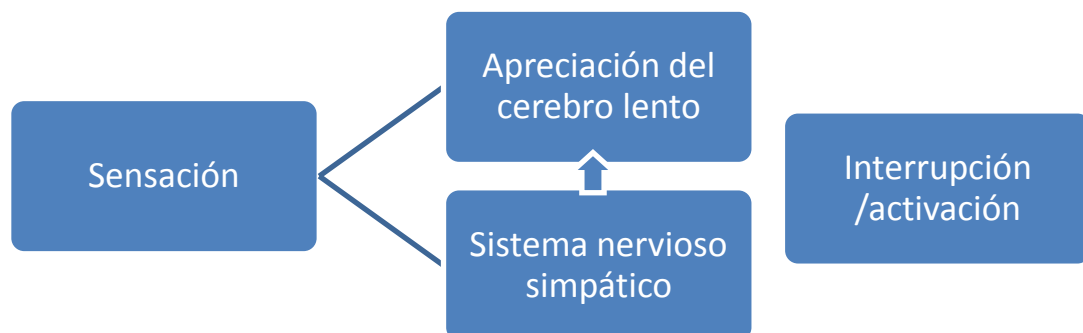 Sensación
Apreciación del
cerebro lento
Sistema nervioso
simpático
Interrupción
/activación